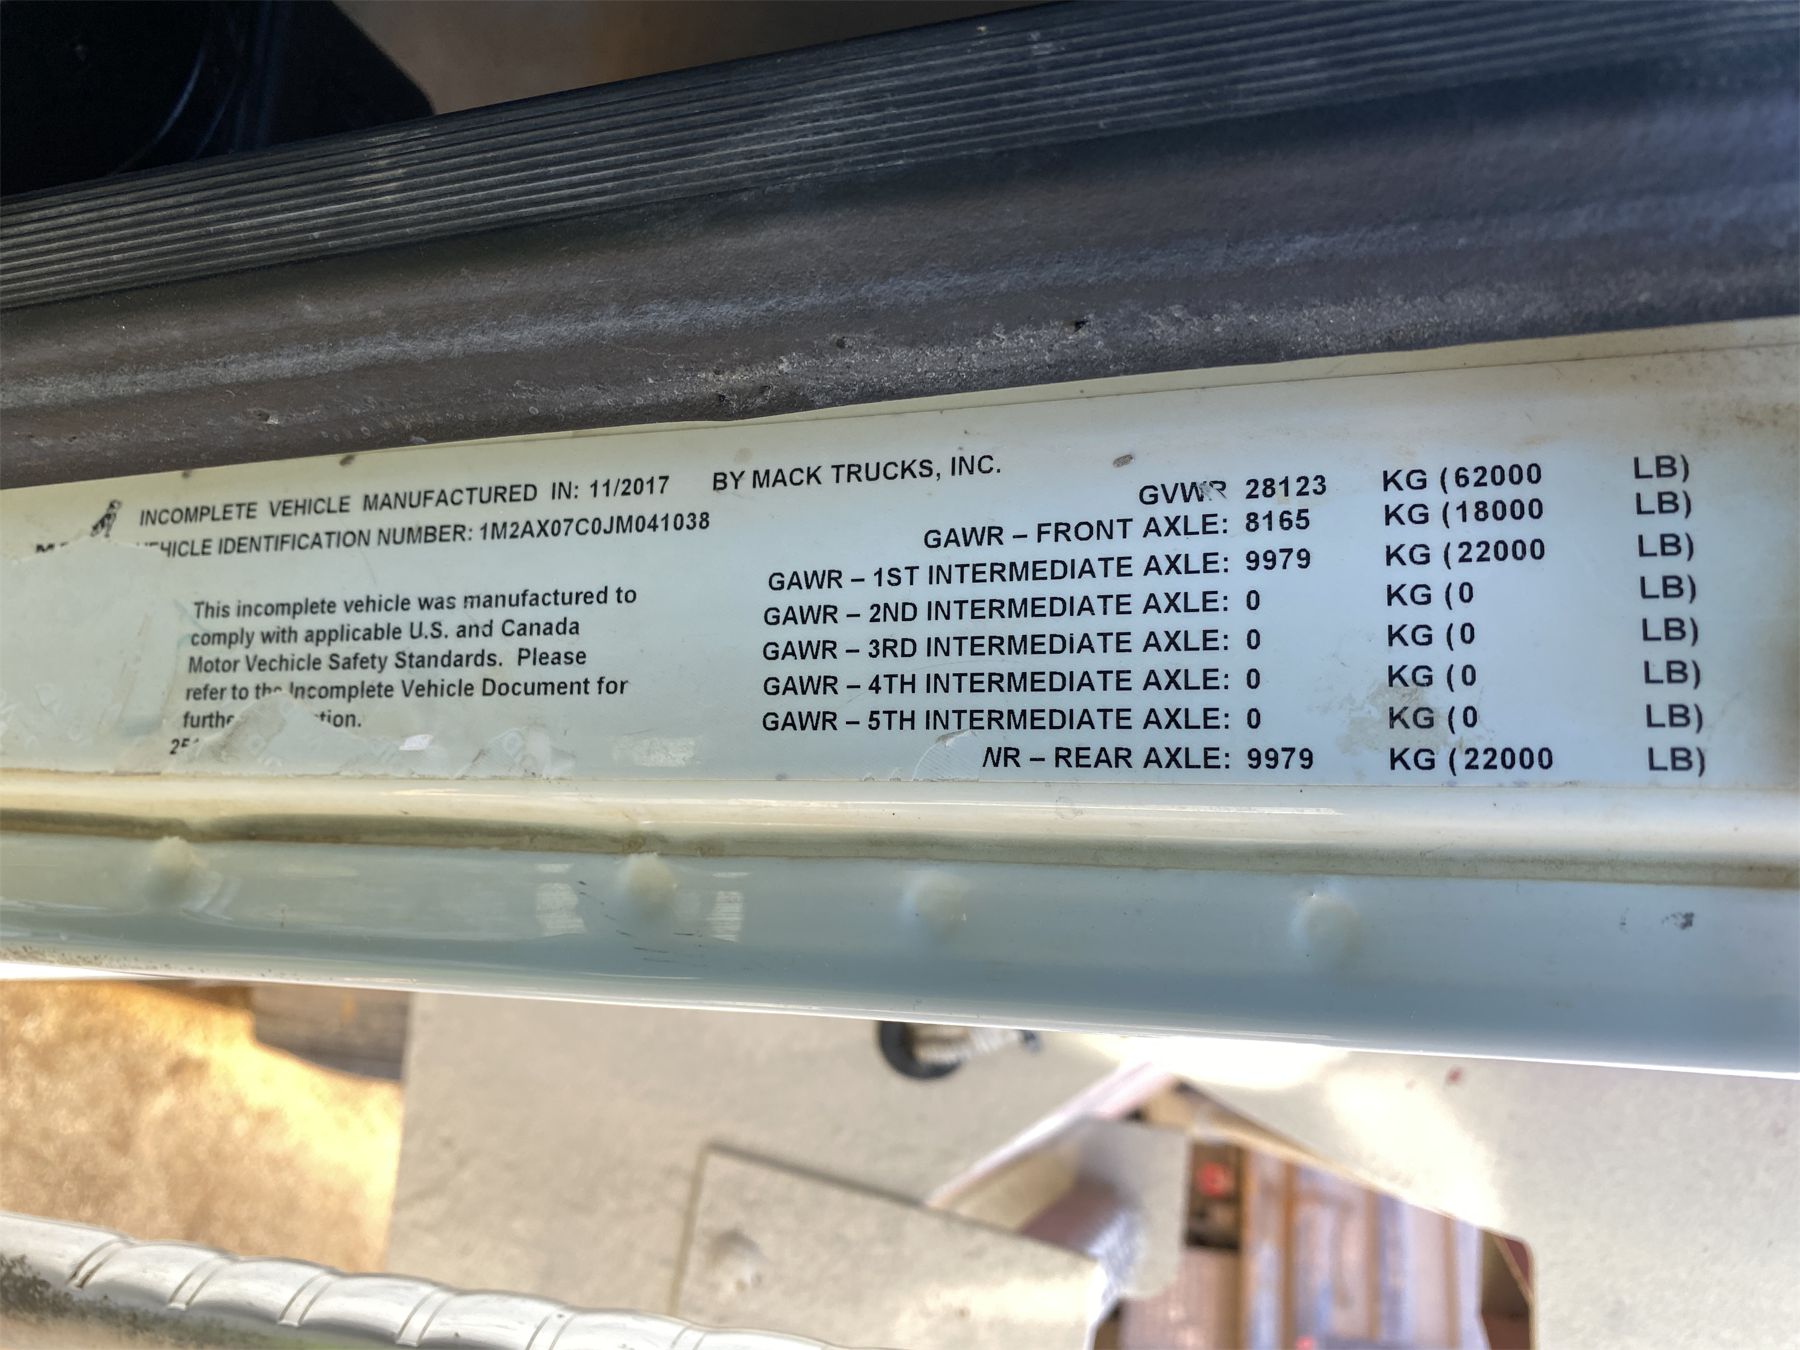 INCOMPLETE VEHICLE MANUFACTURED IN: 11/2017 BY MACK TRUCKS, INC.
VEHICLE IDENTIFICATION NUMBER: 1M2AX07C0JM041038
This incomplete vehicle was manufactured to
comply with applicable U.S. and Canada
Motor Vechicle Safety Standards. Please
refer to the Incomplete Vehicle Document for
GVWR 28123 KG (62000 LB)
GAWR – FRONT AXLE: 8165 KG (18000 LB)
GAWR – 1ST INTERMEDIATE AXLE: 9979 KG (22000 LB)
GAWR – 2ND INTERMEDIATE AXLE: 0 KG (0 LB)
GAWR – 3RD INTERMEDIATE AXLE: 0 KG (0 LB)
GAWR – 4TH INTERMEDIATE AXLE: 0 KG (0 LB)
GAWR – 5TH INTERMEDIATE AXLE: 0 KG (0 LB)
WR – REAR AXLE: 9979 KG (22000 LB)